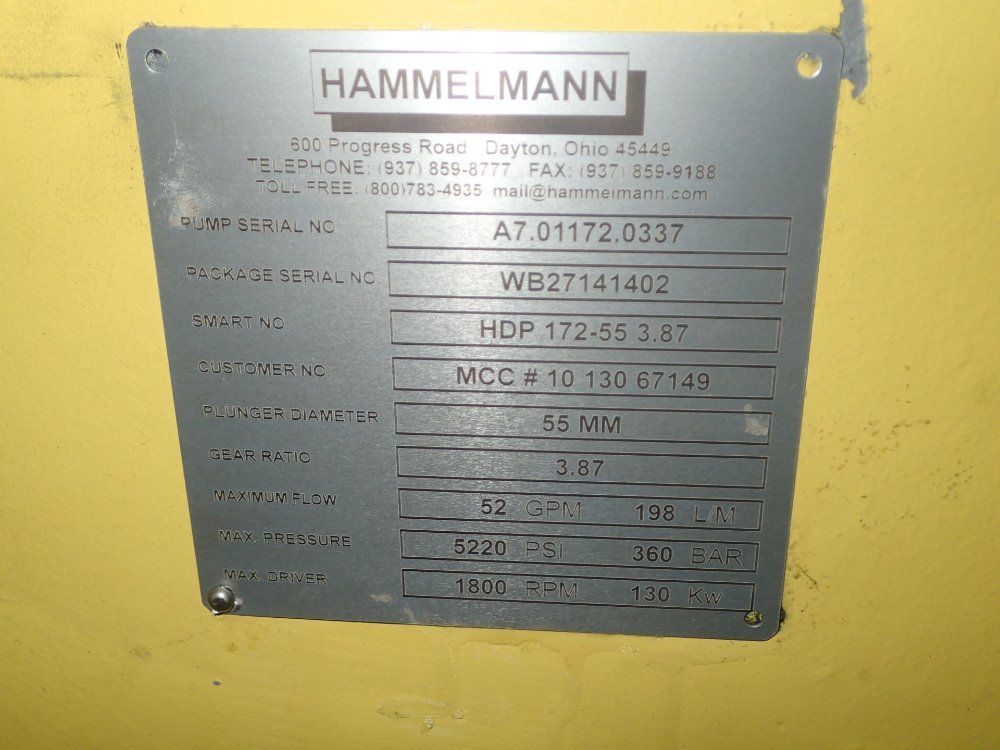 HAMMELMANN
600 Progress Road Dayton, Ohio 45449
TELEPHONE: (937) 859-8777 FAX: (937) 859-9188
TOLL FREE: (800)783-4935 mail@hammelmann.com
PUMP SERIAL NO A7.01172.0337
PACKAGE SERIAL NO. WB27141402
SMART NO. HDP 172-55 3.87
CUSTOMER NO. MCC # 10 130 67149
PLUNGER DIAMETER 55 MM
GEAR RATIO 3.87
MAXIMUM FLOW 52 GPM 198 L/M
MAX. PRESSURE 5220 PSI 360 BAR
MAX. DRIVER 1800 RPM 130 Kw